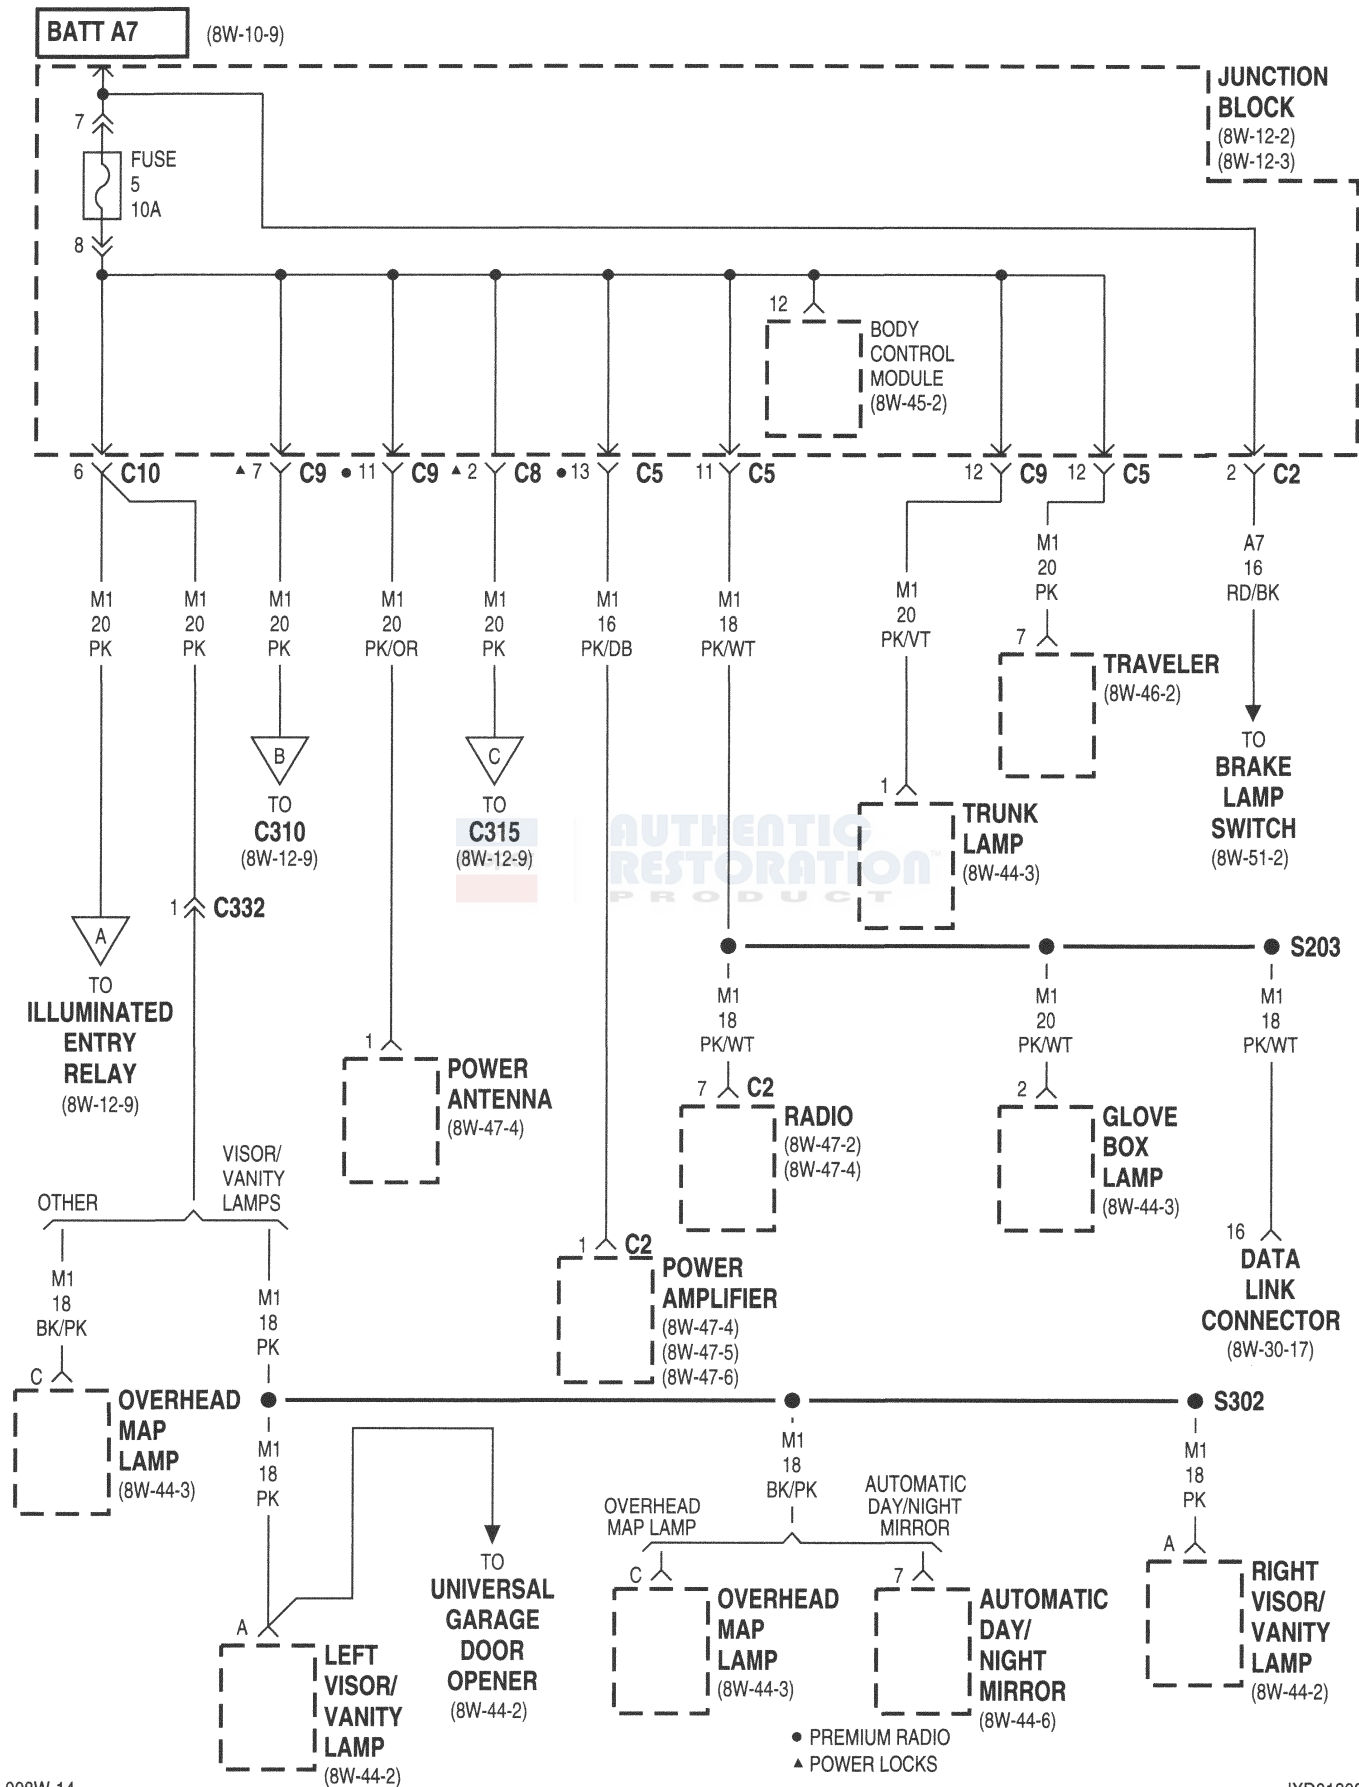 BATT A7
(8W-10-9)
JUNCTION
BLOCK
(8W-12-2)
(8W-12-3)
7
FUSE
5
10A
8
12
BODY
CONTROL
MODULE
(8W-45-2)
6 C10
▲ 7 C9
● 11 C9
▲ 2 C8
● 13 C5
11 C5
12 C9
12 C5
2 C2
M1
20
PK
M1
20
PK
M1
20
PK
M1
20
PK/OR
M1
20
PK
M1
16
PK/DB
M1
18
PK/WT
M1
20
PK/VT
M1
20
PK
A7
16
RD/BK
7
TRAVELER
(8W-46-2)
TO
BRAKE
LAMP
SWITCH
(8W-51-2)
B
TO
C310
(8W-12-9)
C
TO
C315
(8W-12-9)
AUTHENTIC
RESTORATION™
PRODUCT
1
TRUNK
LAMP
(8W-44-3)
1 C332
A
TO
ILLUMINATED
ENTRY
RELAY
(8W-12-9)
S203
M1
18
PK/WT
M1
20
PK/WT
M1
18
PK/WT
1
POWER
ANTENNA
(8W-47-4)
7 C2
RADIO
(8W-47-2)
(8W-47-4)
2
GLOVE
BOX
LAMP
(8W-44-3)
16
DATA
LINK
CONNECTOR
(8W-30-17)
OTHER
VISOR/
VANITY
LAMPS
M1
18
BK/PK
M1
18
PK
1 C2
POWER
AMPLIFIER
(8W-47-4)
(8W-47-5)
(8W-47-6)
C
OVERHEAD
MAP
LAMP
(8W-44-3)
S302
M1
18
PK
M1
18
BK/PK
M1
18
PK
TO
UNIVERSAL
GARAGE
DOOR
OPENER
(8W-44-2)
OVERHEAD
MAP LAMP
AUTOMATIC
DAY/NIGHT
MIRROR
A
LEFT
VISOR/
VANITY
LAMP
(8W-44-2)
C
OVERHEAD
MAP
LAMP
(8W-44-3)
7
AUTOMATIC
DAY/
NIGHT
MIRROR
(8W-44-6)
A
RIGHT
VISOR/
VANITY
LAMP
(8W-44-2)
● PREMIUM RADIO
▲ POWER LOCKS